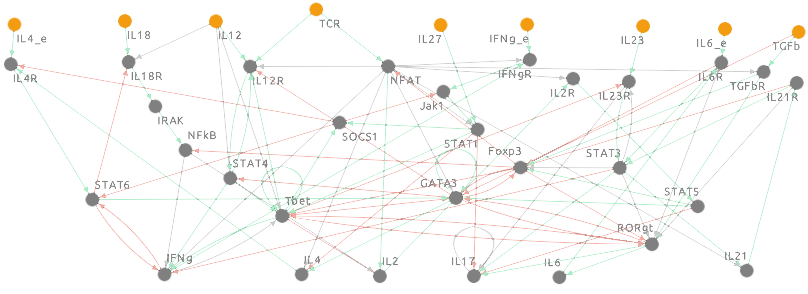 IL4_e
IL18
IL12
TCR
IL27
IFNg_e
IL23
IL6_e
TGFb
IL4R
IL18R
IL12R
NFAT
IFNgR
IL2R
IL23R
IL6R
TGFbR
IL21R
IRAK
Jak1
NFkB
SOCS1
STAT1
Foxp3
STAT3
STAT6
STAT4
Tbet
GATA3
STAT5
RORgt
IFNg
IL4
IL2
IL17
IL6
IL21